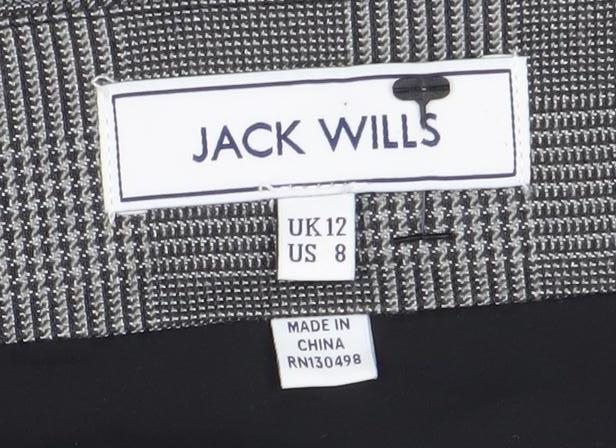 JACK WILLS
UK 12
US 8
MADE IN
CHINA
RN130498